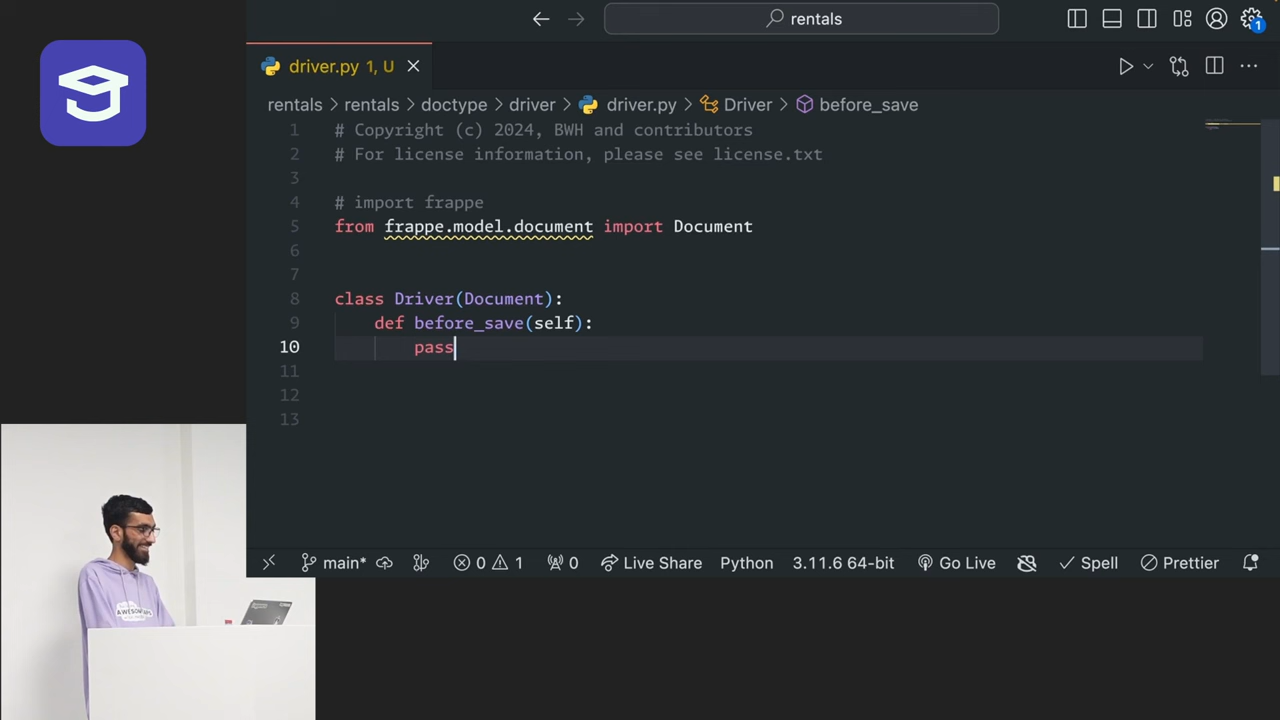 rentals
driver.py 1, U
rentals > rentals > doctype > driver > driver.py > Driver > before_save
1 # Copyright (c) 2024, BWH and contributors
2 # For license information, please see license.txt
3
4 # import frappe
5 from frappe.model.document import Document
6
7
8 class Driver(Document):
9 def before_save(self):
10 pass
11
12
13
main* 0 1 0 Live Share Python 3.11.6 64-bit Go Live Spell Prettier
1
AWESOME